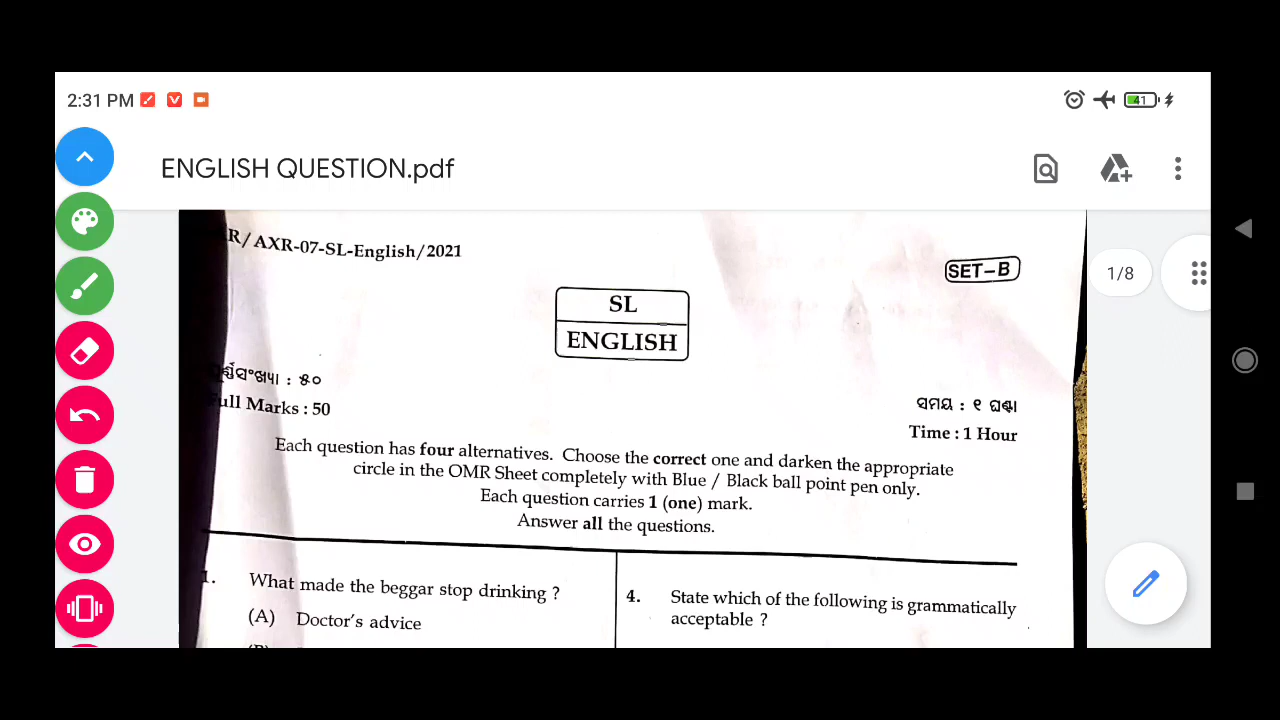 2:31 PM
41
ENGLISH QUESTION.pdf
R/AXR-07-SL-English/2021
SET-B
1/8
SL
ENGLISH
ପୂର୍ଣ୍ଣସଂଖ୍ୟା : ୫୦
Full Marks : 50
ସମୟ : ୧ ଘଣ୍ଟା
Time : 1 Hour
Each question has four alternatives. Choose the correct one and darken the appropriate
circle in the OMR Sheet completely with Blue / Black ball point pen only.
Each question carries 1 (one) mark.
Answer all the questions.
1. What made the beggar stop drinking ?
(A) Doctor's advice
4. State which of the following is grammatically
acceptable ?